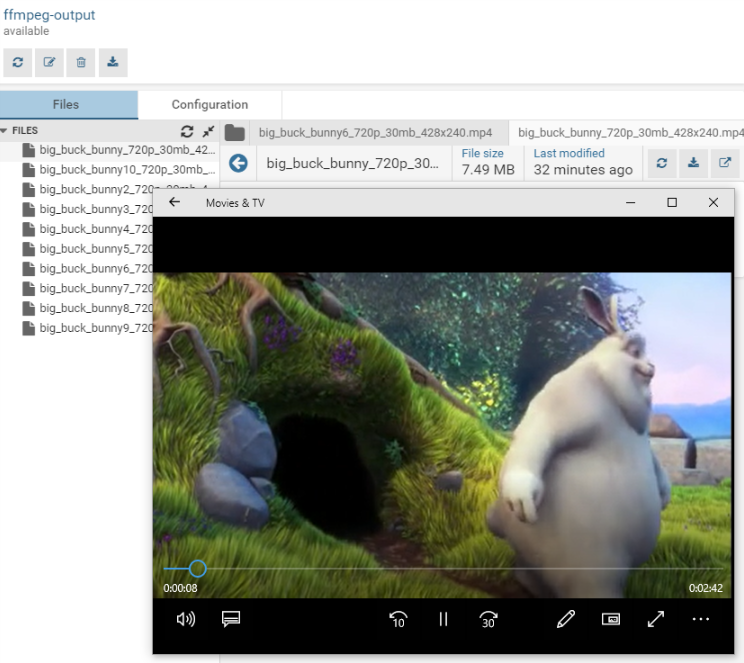 ffmpeg-output
available
Files
Configuration
FILES
big_buck_bunny6_720p_30mb_428x240.mp4
big_buck_bunny_720p_30mb_428x240.mp4
big_buck_bunny_720p_30mb_42...
big_buck_bunny10_720p_30mb_...
big_buck_bunny2_720p_30mb_4...
big_buck_bunny3_720
big_buck_bunny4_720
big_buck_bunny5_720
big_buck_bunny6_720
big_buck_bunny7_720
big_buck_bunny8_720
big_buck_bunny9_720
big_buck_bunny_720p_30...
File size
7.49 MB
Last modified
32 minutes ago
Movies & TV
0:00:08
0:02:42
10
30